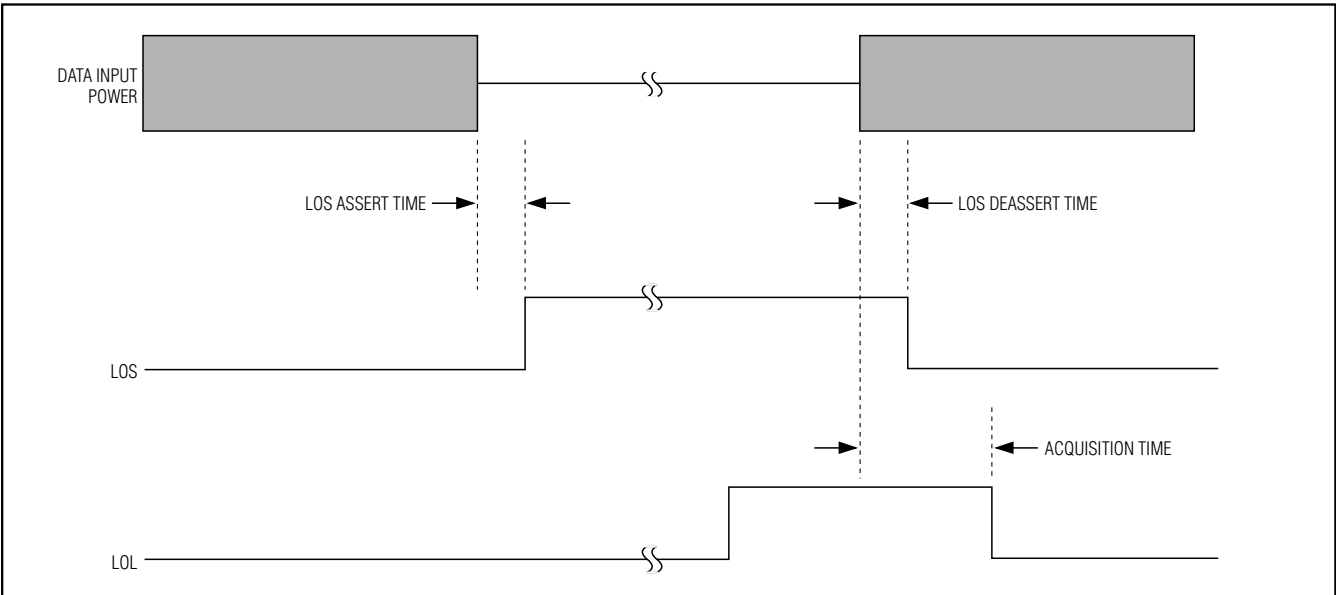 DATA INPUT
POWER
LOS ASSERT TIME
LOS DEASSERT TIME
LOS
ACQUISITION TIME
LOL